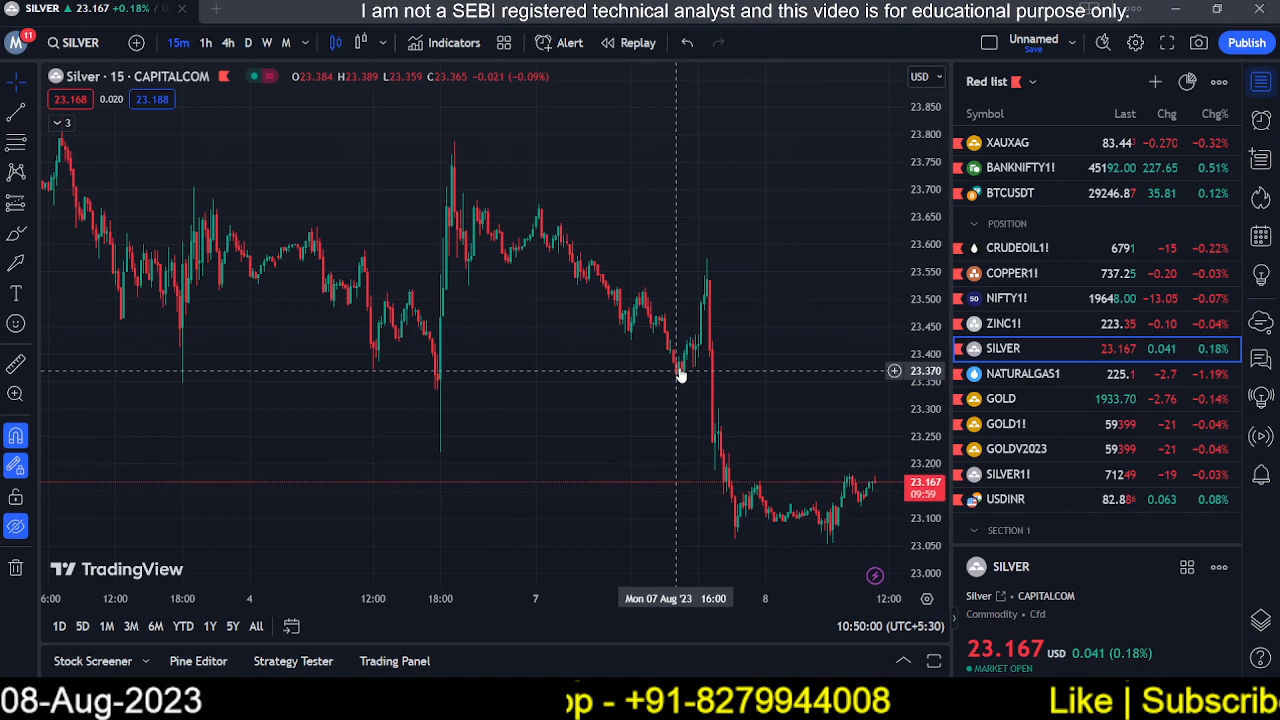 SILVER ▲ 23.167 +0.18% / U
I am not a SEBI registered technical analyst and this video is for educational purpose only.
M 11 SILVER 15m 1h 4h D W M Indicators Alert Replay Unnamed Save Publish
Silver · 15 · CAPITALCOM O23.384 H23.389 L23.359 C23.365 -0.021 (-0.09%)
23.168 0.020 23.188
3
USD
23.850
23.800
23.750
23.700
23.650
23.600
23.550
23.500
23.450
23.400
23.370
23.350
23.300
23.250
23.200
23.167
09:59
23.100
23.050
23.000
TradingView
6:00 12:00 18:00 4 12:00 18:00 7 Mon 07 Aug '23 16:00 8 12:00
1D 5D 1M 3M 6M YTD 1Y 5Y All 10:50:00 (UTC+5:30)
Stock Screener Pine Editor Strategy Tester Trading Panel
Red list
Symbol Last Chg Chg%
XAUXAG 83.44³ -0.270 -0.32%
BANKNIFTY1! 45192.00 227.65 0.51%
BTCUSDT 29246.87 35.81 0.12%
POSITION
CRUDEOIL1! 6791 -15 -0.22%
COPPER1! 737.25 -0.20 -0.03%
NIFTY1! 19648.00 -13.05 -0.07%
50
ZINC1! 223.35 -0.10 -0.04%
SILVER 23.167 0.041 0.18%
NATURALGAS1 225.1 -2.7 -1.19%
GOLD 1933.70 -2.76 -0.14%
GOLD1! 59399 -21 -0.04%
GOLDV2023 59399 -21 -0.04%
SILVER1! 71249 -19 -0.03%
USDINR 82.88⁶ 0.063 0.08%
SECTION 1
SILVER
Silver · CAPITALCOM
Commodity · Cfd
23.167 USD 0.041 (0.18%)
MARKET OPEN
08-Aug-2023 pp - +91-8279944008 Like | Subscrib